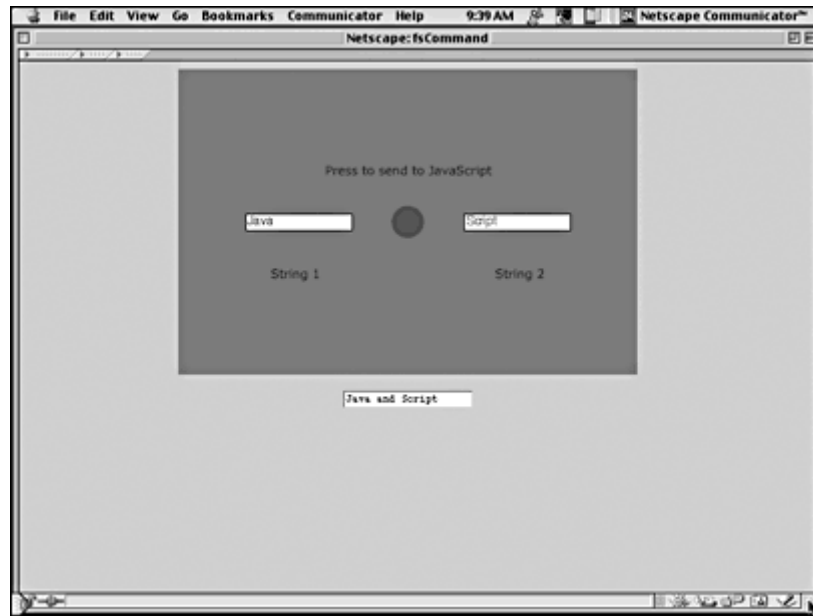 File Edit View Go Bookmarks Communicator Help 9:39 AM Netscape Communicator™
Netscape: fsCommand
Press to send to JavaScript
Java Script
String 1 String 2
Java and Script